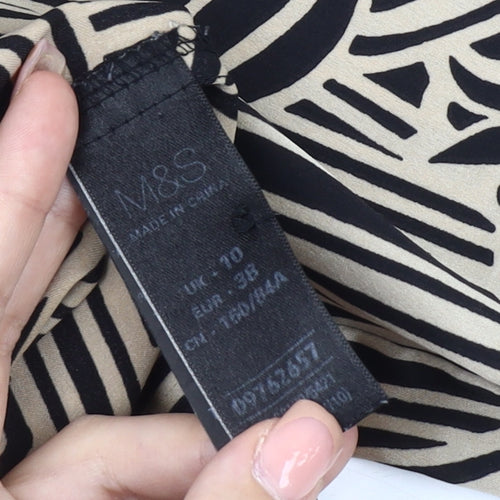 M&S
MADE IN CHINA
UK - 10
EUR - 38
CN - 160/84A
09762657